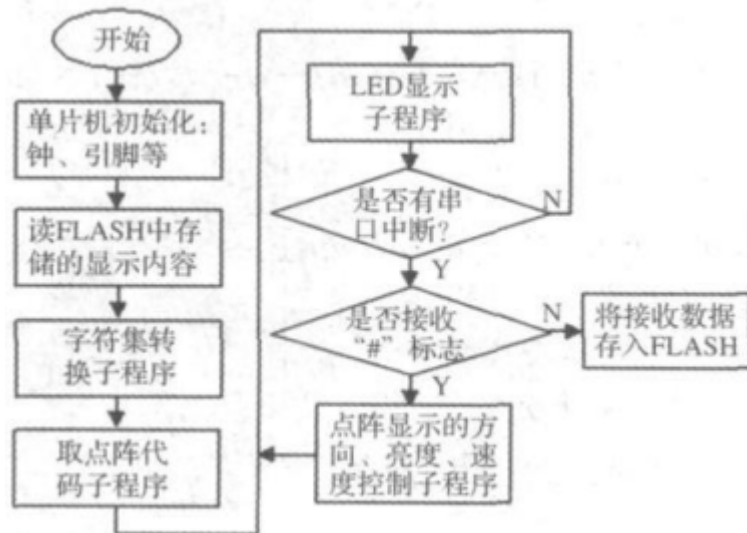 开始
单片机初始化：
钟、引脚等
读FLASH中存
储的显示内容
字符集转
换子程序
取点阵代
码子程序
LED显示
子程序
是否有串
口中断？
N
Y
是否接收
“#”标志
N
Y
将接收数据
存入FLASH
点阵显示的方
向、亮度、速
度控制子程序